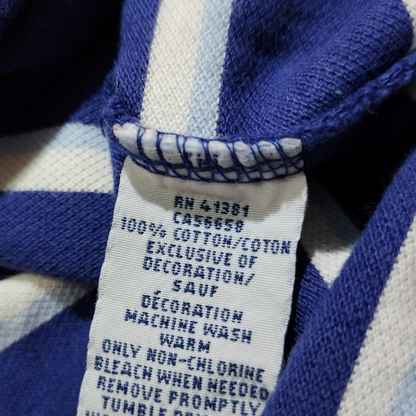 RN 41381
CA56658
100% COTTON/COTON
EXCLUSIVE OF
DECORATION/
SAUF
DÉCORATION
MACHINE WASH
WARM
ONLY NON-CHLORINE
BLEACH WHEN NEEDED
REMOVE PROMPTLY
TUMBLE